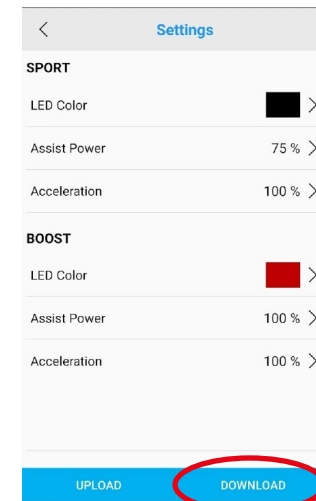 Settings
SPORT
LED Color
Assist Power 75 %
Acceleration 100 %
BOOST
LED Color
Assist Power 100 %
Acceleration 100 %
UPLOAD DOWNLOAD